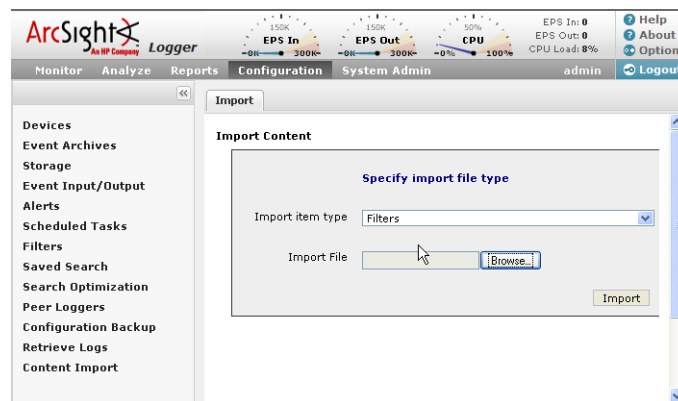 ArcSight
An HP Company Logger
150K
EPS In
0K 300K
150K
EPS Out
0K 300K
50%
CPU
0% 100%
EPS In: 0
EPS Out: 0
CPU Load: 8%
Help
About
Option
Monitor Analyze Reports Configuration System Admin admin Logout
Import
Devices
Event Archives
Storage
Event Input/Output
Alerts
Scheduled Tasks
Filters
Saved Search
Search Optimization
Peer Loggers
Configuration Backup
Retrieve Logs
Content Import
Import Content
Specify import file type
Import item type Filters
Import File Browse...
Import